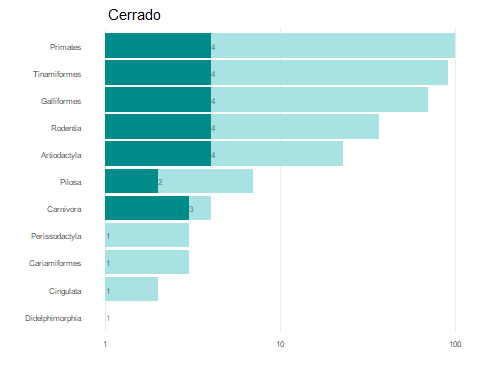 Cerrado
Primates 4
Tinamiformes 4
Galliformes 4
Rodentia 4
Artiodactyla 4
Pilosa 2
Carnivora 3
Perissodactyla 1
Cariamiformes 1
Cingulata 1
Didelphimorphia 1
1 10 100